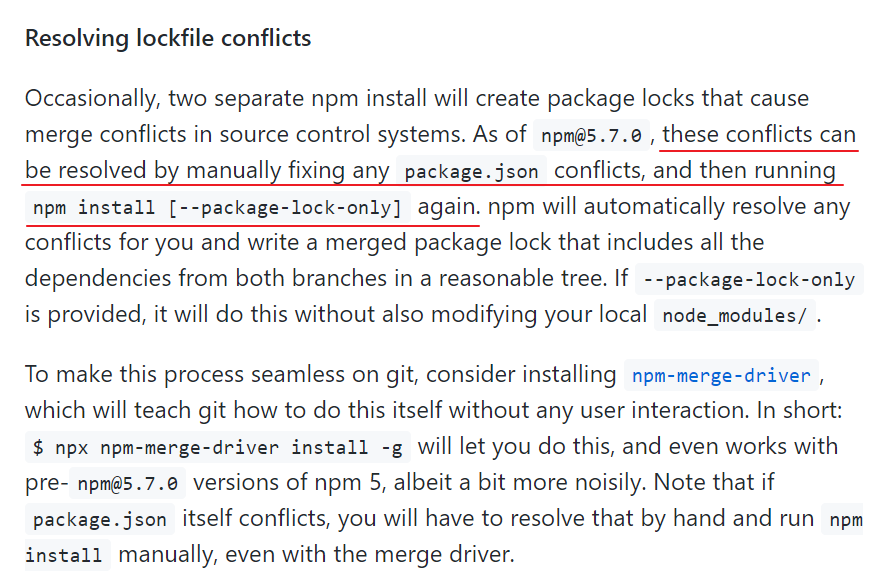 Resolving lockfile conflicts
Occasionally, two separate npm install will create package locks that cause
merge conflicts in source control systems. As of npm@5.7.0, these conflicts can
be resolved by manually fixing any package.json conflicts, and then running
npm install [--package-lock-only] again. npm will automatically resolve any
conflicts for you and write a merged package lock that includes all the
dependencies from both branches in a reasonable tree. If --package-lock-only
is provided, it will do this without also modifying your local node_modules/.
To make this process seamless on git, consider installing npm-merge-driver,
which will teach git how to do this itself without any user interaction. In short:
$ npx npm-merge-driver install -g will let you do this, and even works with
pre-npm@5.7.0 versions of npm 5, albeit a bit more noisily. Note that if
package.json itself conflicts, you will have to resolve that by hand and run npm
install manually, even with the merge driver.